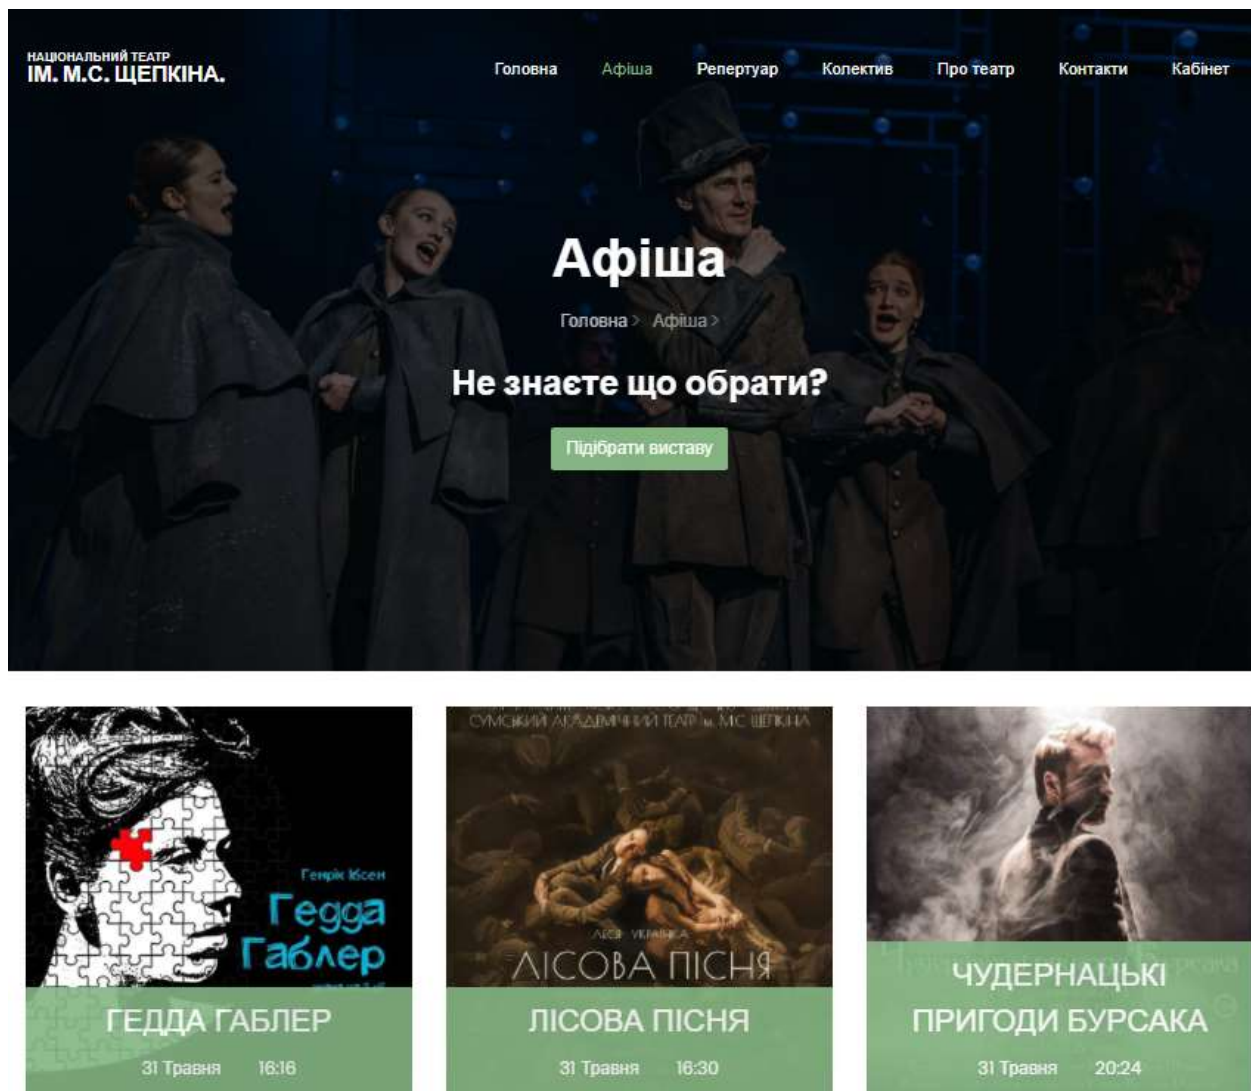 НАЦІОНАЛЬНИЙ ТЕАТР
ІМ. М.С. ЩЕПКІНА.
Головна Афіша Репертуар Колектив Про театр Контакти Кабінет
Афіша
Головна > Афіша >
Не знаєте що обрати?
Підібрати виставу
Генрік Ібсен
Гедда
Габлер
ГЕДДА ГАБЛЕР
31 Травня 16:16
СУМСЬКИЙ АКАДЕМІЧНИЙ ТЕАТР ім. М.С. ЩЕПКІНА
ЛЕСЯ УКРАЇНКА
ЛІСОВА ПІСНЯ
ЛІСОВА ПІСНЯ
31 Травня 16:30
ЧУДЕРНАЦЬКІ
ПРИГОДИ БУРСАКА
31 Травня 20:24